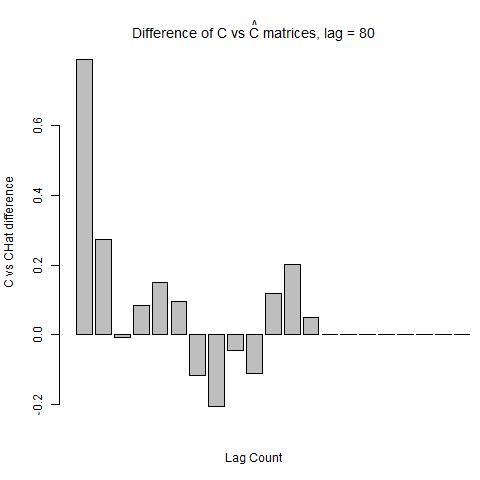 Difference of C vs Ĉ matrices, lag = 80
C vs CHat difference
0.6
0.4
0.2
0.0
-0.2
Lag Count